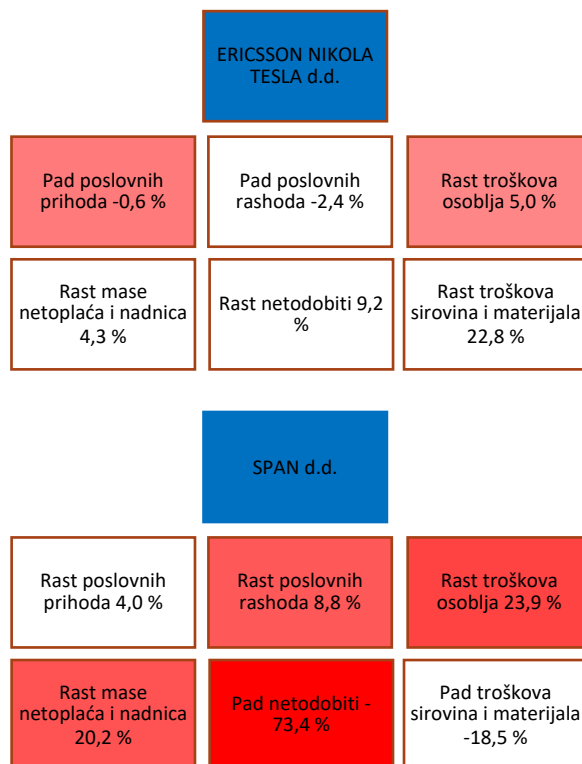 ERICSSON NIKOLA
TESLA d.d.
Pad poslovnih
prihoda -0,6 %
Pad poslovnih
rashoda -2,4 %
Rast troškova
osoblja 5,0 %
Rast mase
netoplaća i nadnica
4,3 %
Rast netodobiti 9,2
%
Rast troškova
sirovina i materijala
22,8 %
SPAN d.d.
Rast poslovnih
prihoda 4,0 %
Rast poslovnih
rashoda 8,8 %
Rast troškova
osoblja 23,9 %
Rast mase
netoplaća i nadnica
20,2 %
Pad netodobiti -
73,4 %
Pad troškova
sirovina i materijala
-18,5 %